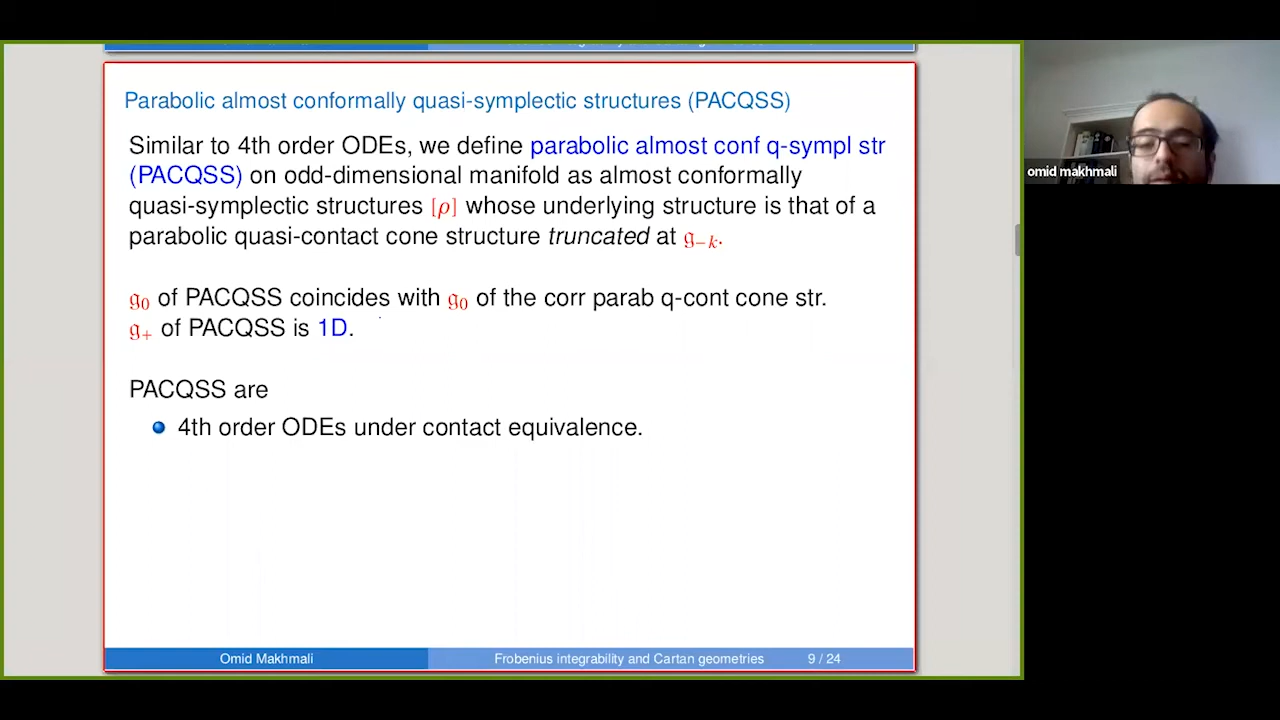 Parabolic almost conformally quasi-symplectic structures (PACQSS)
Similar to 4th order ODEs, we define parabolic almost conf q-sympl str
(PACQSS) on odd-dimensional manifold as almost conformally
quasi-symplectic structures [ρ] whose underlying structure is that of a
parabolic quasi-contact cone structure truncated at 𝔤₋ₖ.
𝔤₀ of PACQSS coincides with 𝔤₀ of the corr parab q-cont cone str.
𝔤₊ of PACQSS is 1D.
PACQSS are
4th order ODEs under contact equivalence.
Omid Makhmali Frobenius integrability and Cartan geometries 9 / 24
omid makhmali